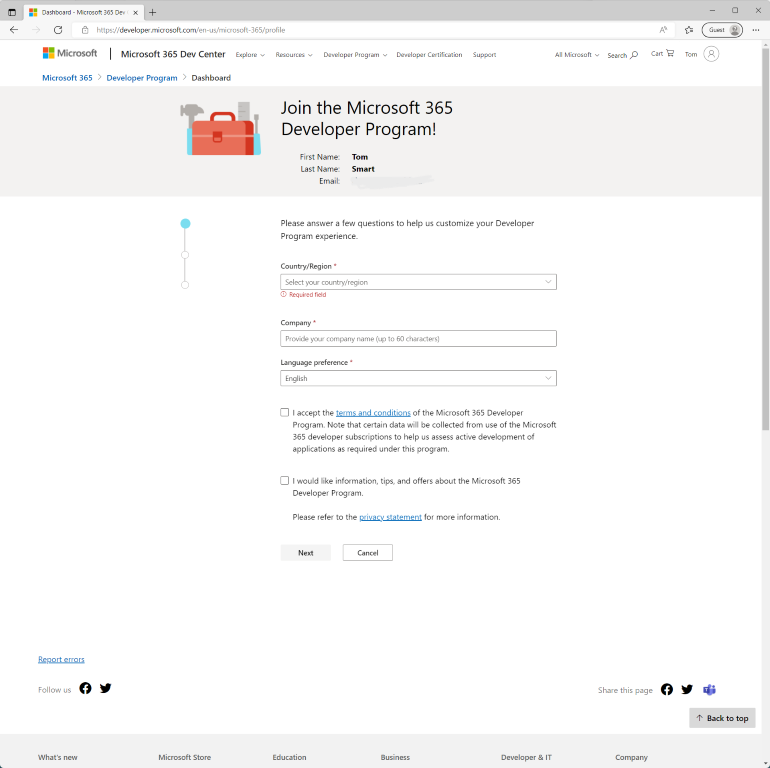 Dashboard - Microsoft 365 Dev
https://developer.microsoft.com/en-us/microsoft-365/profile
Guest
Microsoft
Microsoft 365 Dev Center
Explore
Resources
Developer Program
Developer Certification
Support
All Microsoft
Search
Cart
Tom
Microsoft 365 > Developer Program > Dashboard
Join the Microsoft 365
Developer Program!
First Name: Tom
Last Name: Smart
Email:
Please answer a few questions to help us customize your Developer
Program experience.
Country/Region *
Select your country/region
Required field
Company *
Provide your company name (up to 60 characters)
Language preference *
English
I accept the terms and conditions of the Microsoft 365 Developer
Program. Note that certain data will be collected from use of the Microsoft
365 developer subscriptions to help us assess active development of
applications as required under this program.
I would like information, tips, and offers about the Microsoft 365
Developer Program.
Please refer to the privacy statement for more information.
Next
Cancel
Report errors
Follow us
Share this page
Back to top
What's new
Microsoft Store
Education
Business
Developer & IT
Company